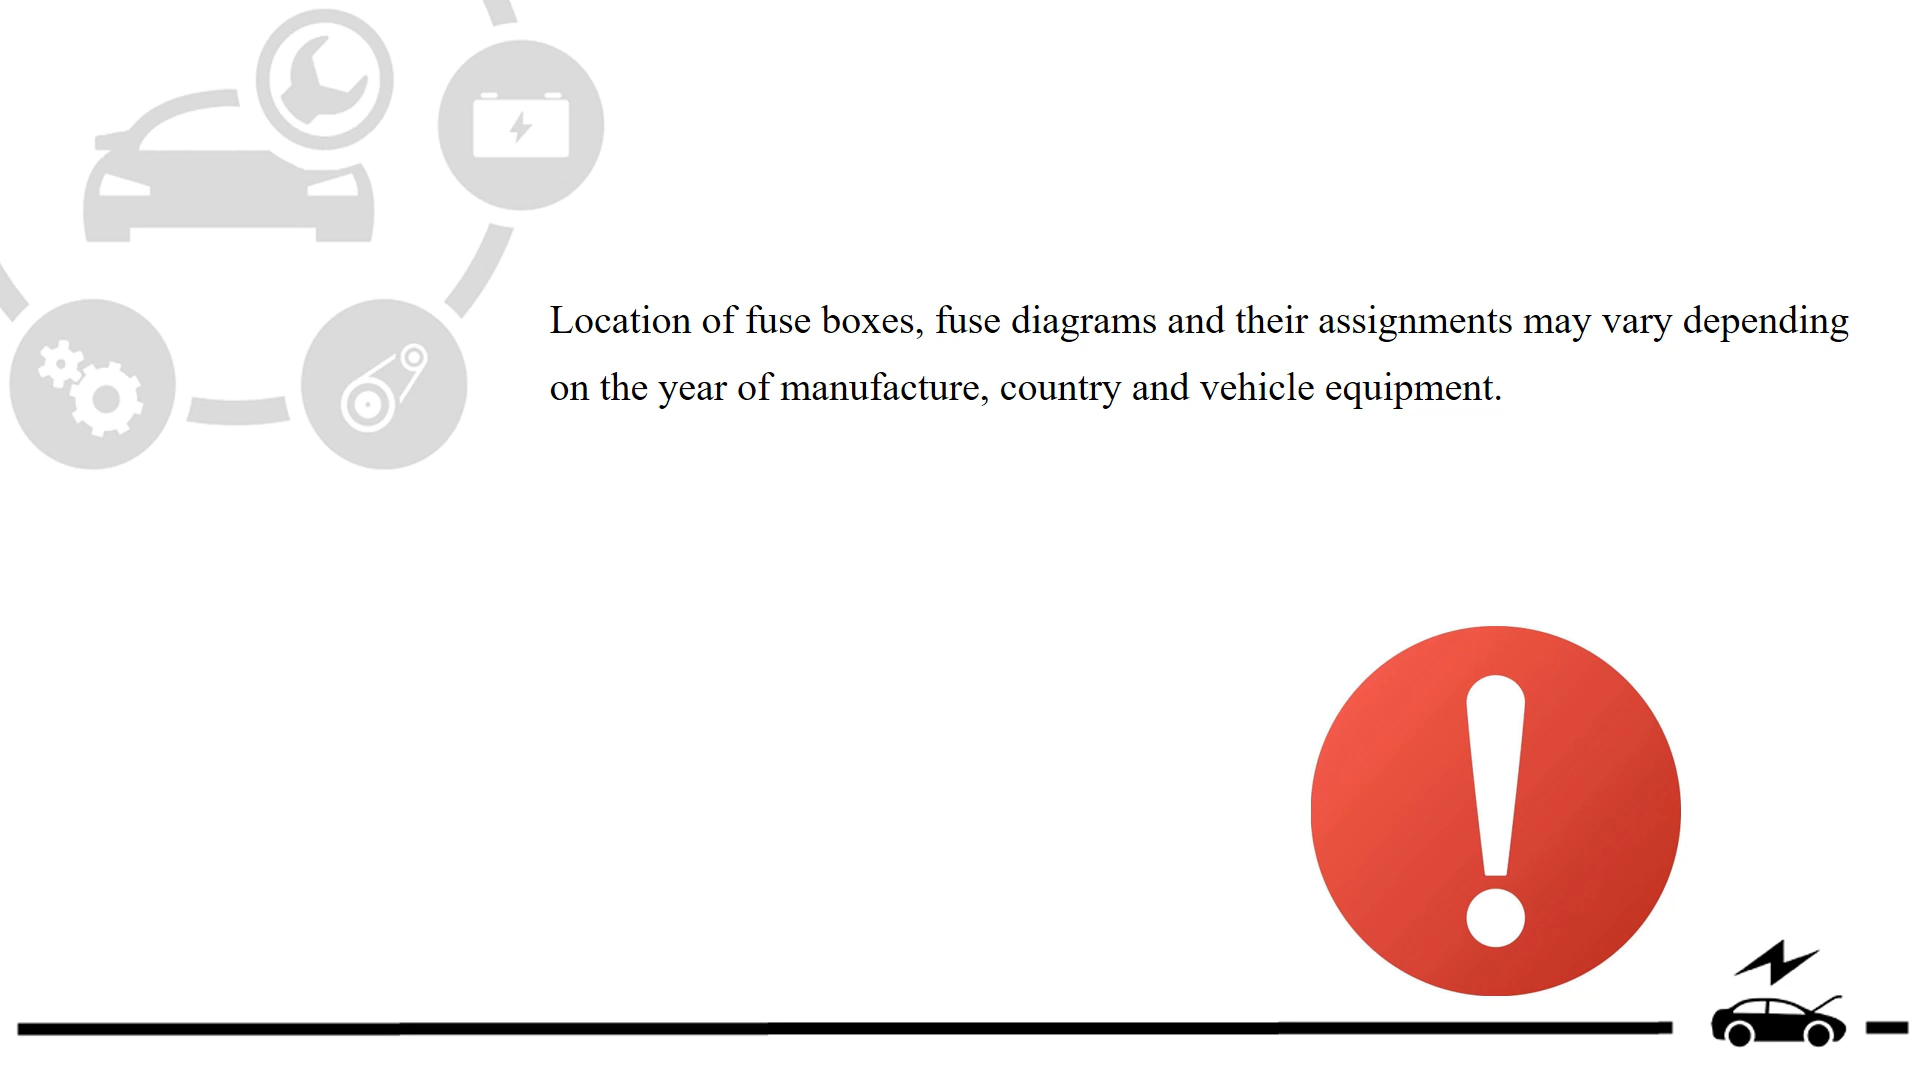 Location of fuse boxes, fuse diagrams and their assignments may vary depending
on the year of manufacture, country and vehicle equipment.